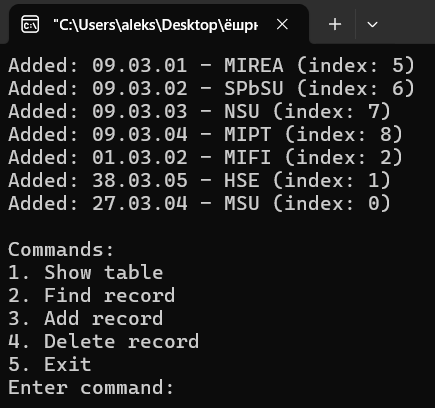 "C:\Users\aleks\Desktop\ёшрн
Added: 09.03.01 - MIREA (index: 5)
Added: 09.03.02 - SPbSU (index: 6)
Added: 09.03.03 - NSU (index: 7)
Added: 09.03.04 - MIPT (index: 8)
Added: 01.03.02 - MIFI (index: 2)
Added: 38.03.05 - HSE (index: 1)
Added: 27.03.04 - MSU (index: 0)
Commands:
1. Show table
2. Find record
3. Add record
4. Delete record
5. Exit
Enter command: